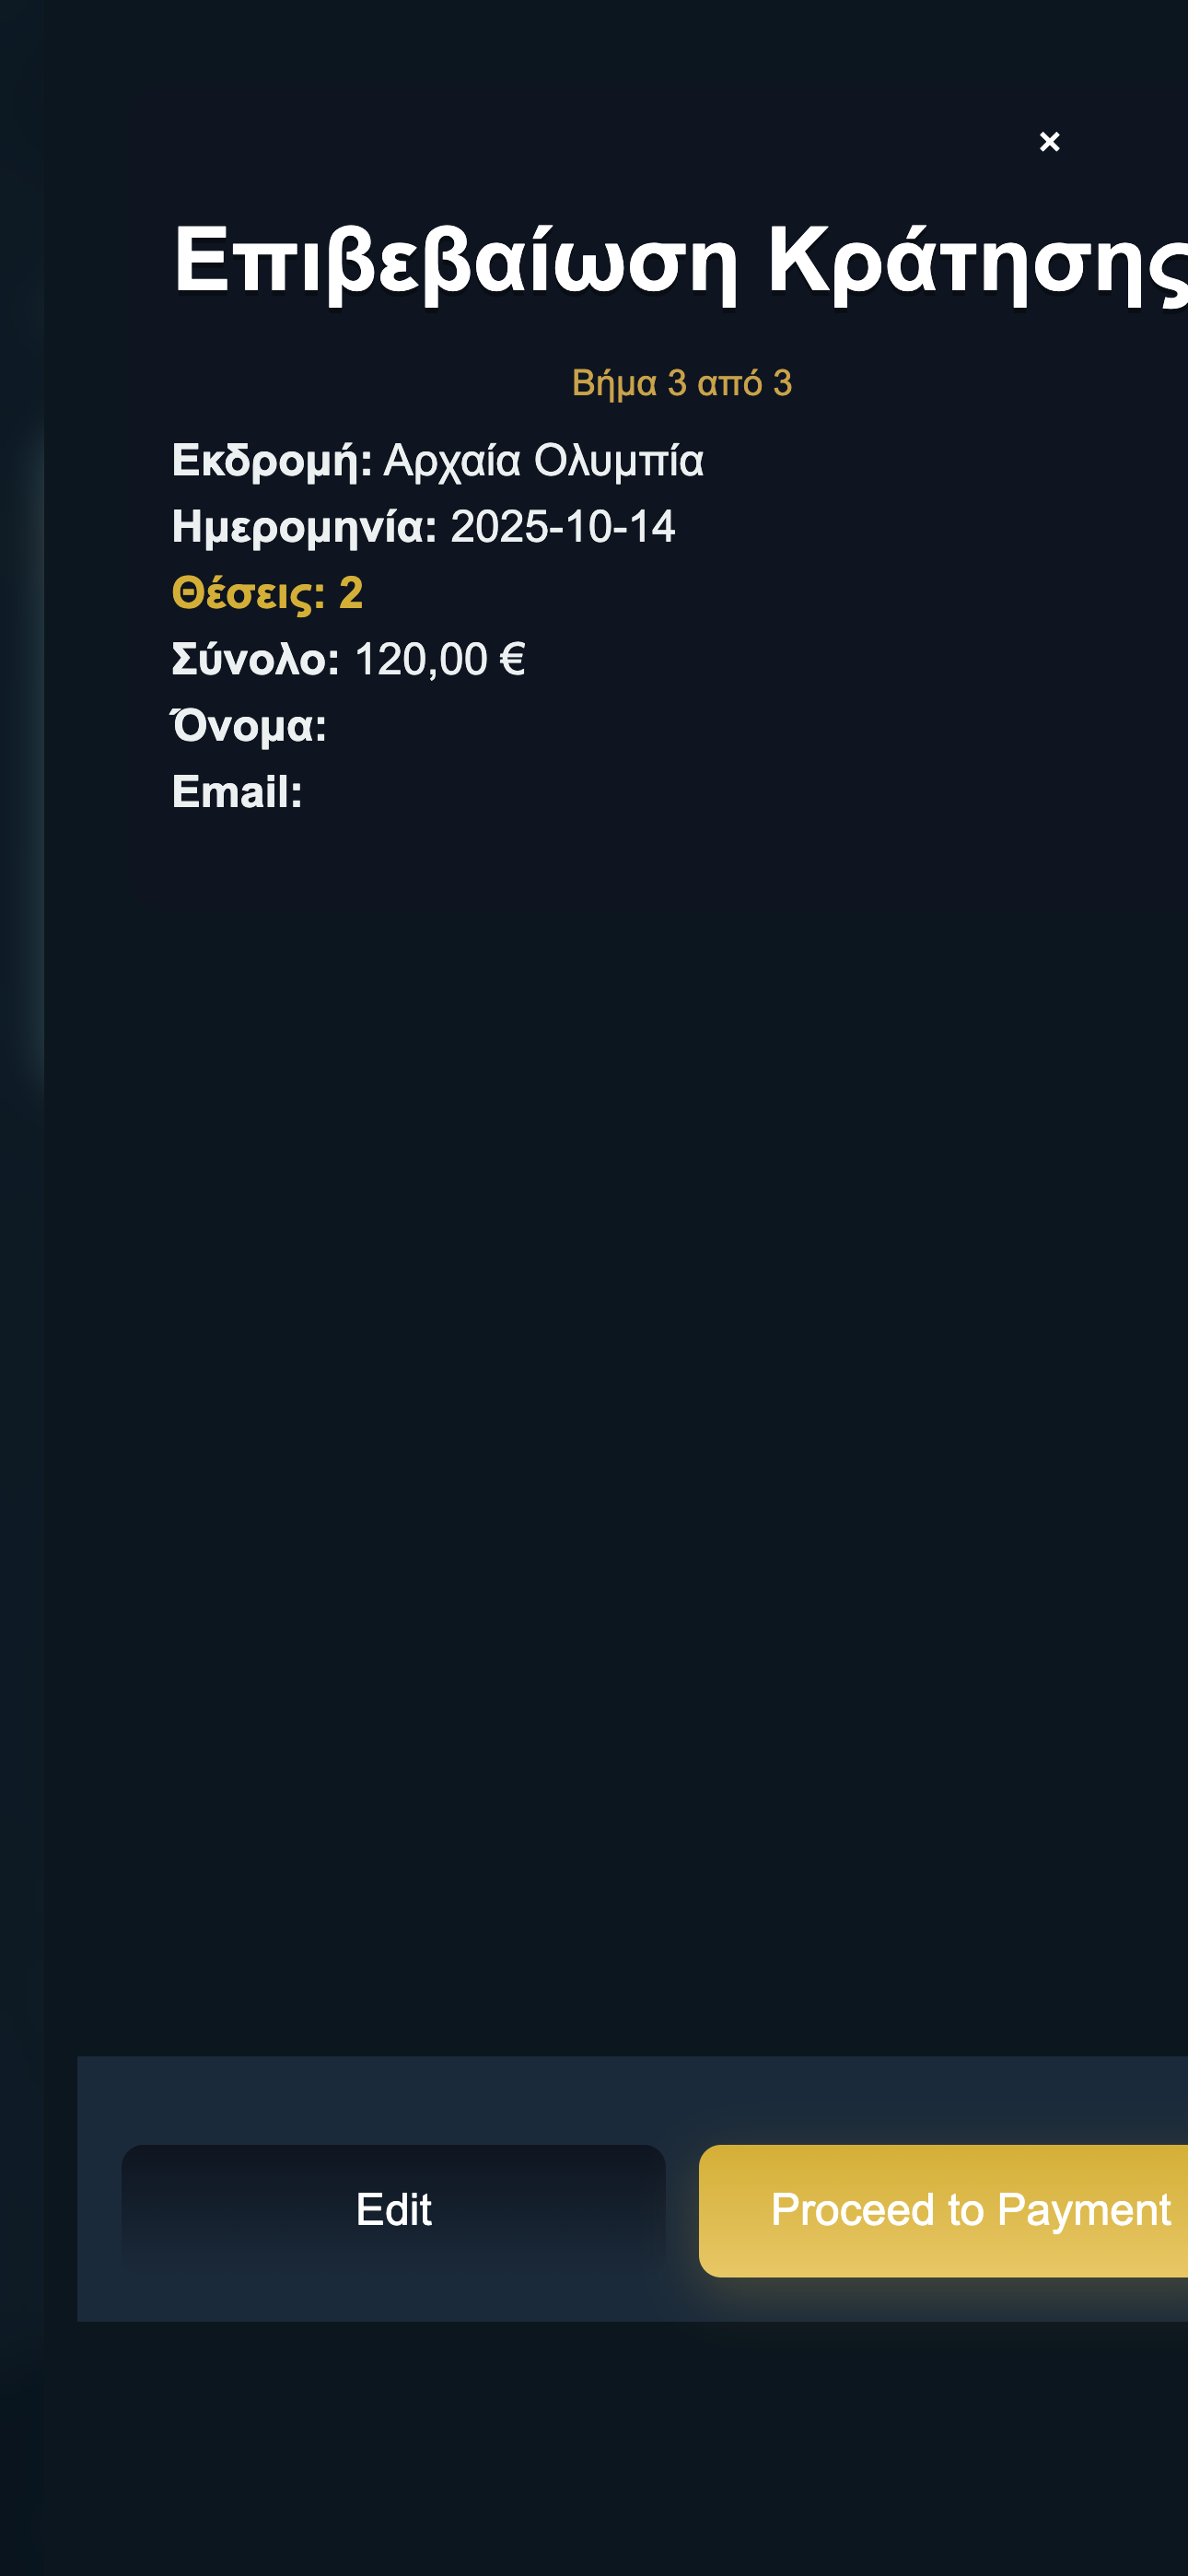 ×
Επιβεβαίωση Κράτησης
Βήμα 3 από 3
Εκδρομή: Αρχαία Ολυμπία
Ημερομηνία: 2025-10-14
Θέσεις: 2
Σύνολο: 120,00 €
Όνομα:
Email:
Edit
Proceed to Payment